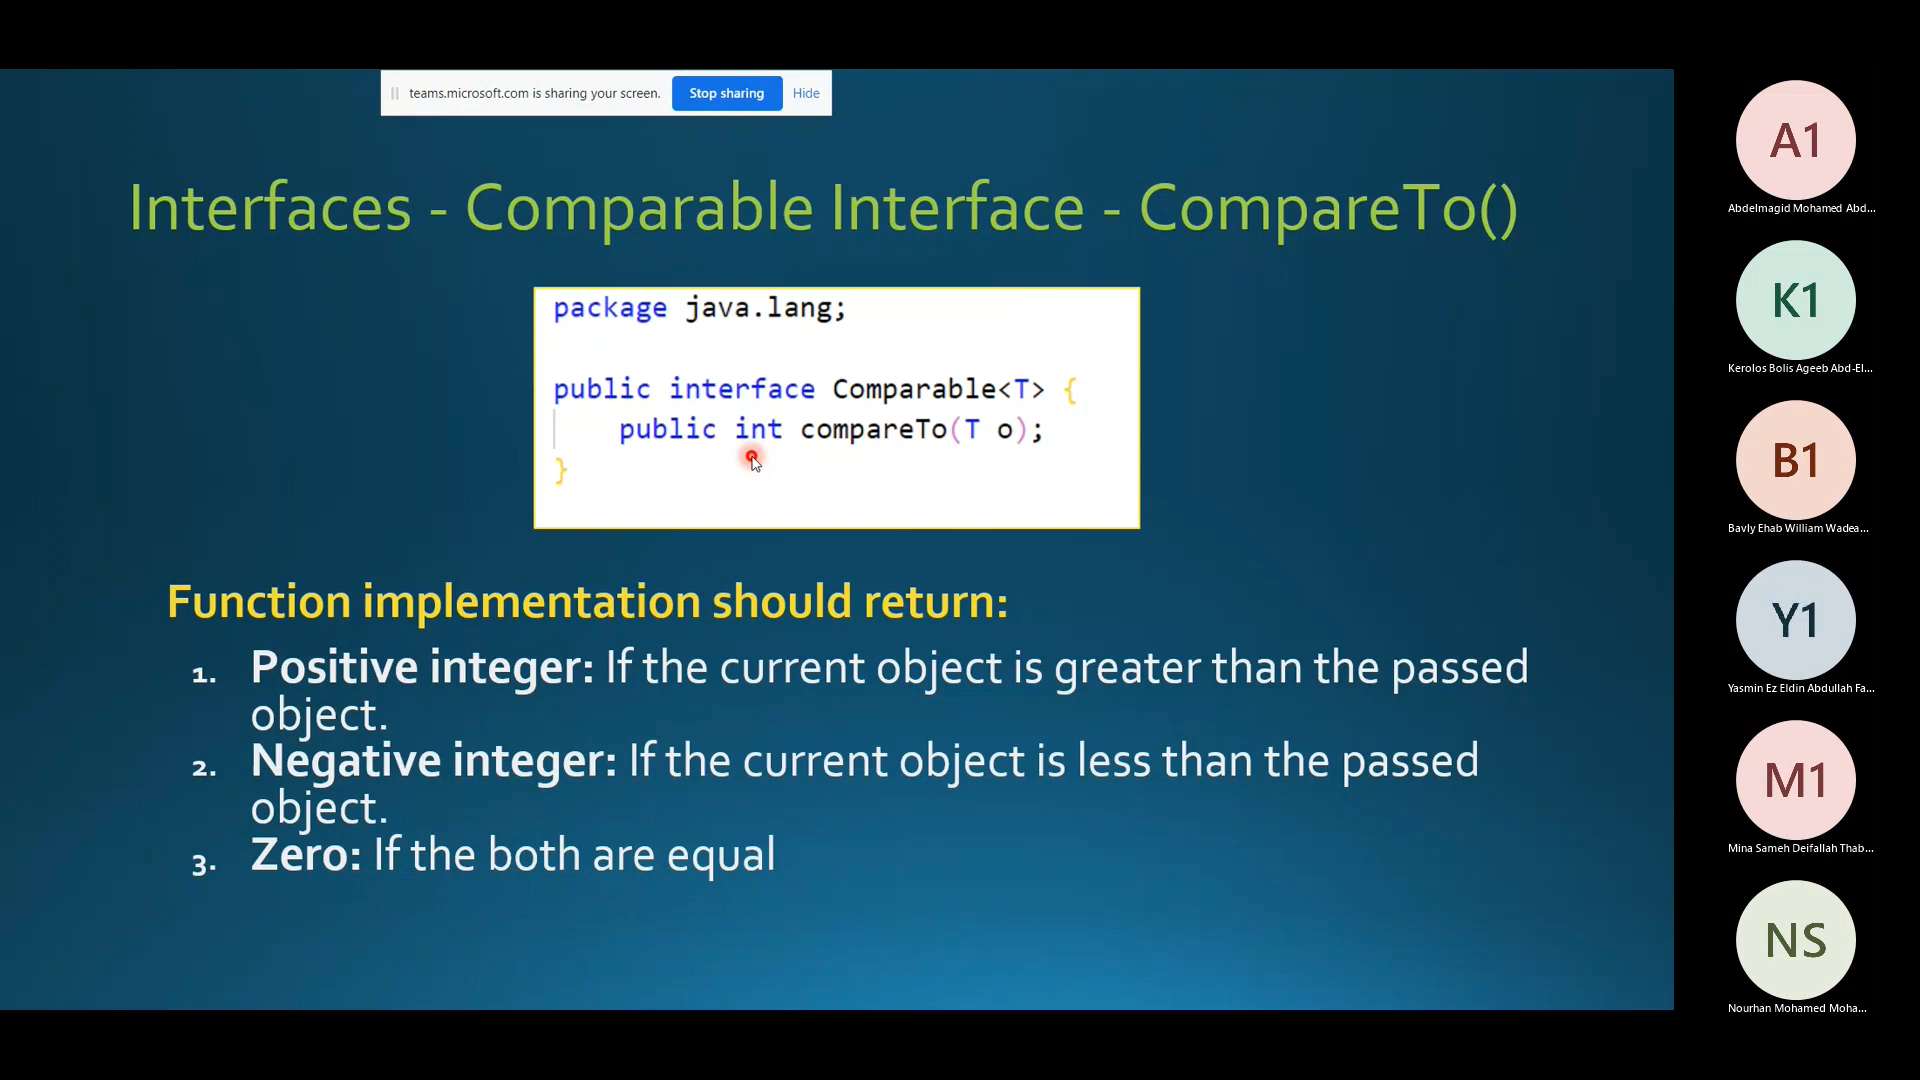 teams.microsoft.com is sharing your screen. Stop sharing Hide
Interfaces - Comparable Interface - CompareTo()
package java.lang;
public interface Comparable<T> {
public int compareTo(T o);
}
Function implementation should return:
1. Positive integer: If the current object is greater than the passed
object.
2. Negative integer: If the current object is less than the passed
object.
3. Zero: If the both are equal
A1
Abdelmagid Mohamed Abd...
K1
Kerolos Bolis Ageeb Abd-El...
B1
Bavly Ehab William Wadea...
Y1
Yasmin Ez Eldin Abdullah Fa...
M1
Mina Sameh Deifallah Thab...
NS
Nourhan Mohamed Moha...